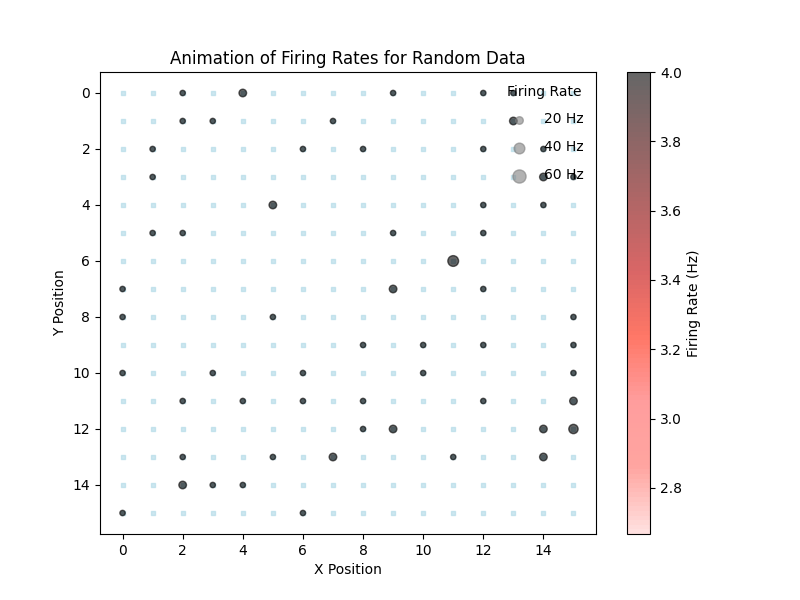 Animation of Firing Rates for Random Data
Firing Rate
20 Hz
40 Hz
60 Hz
0
2
4
6
8
10
12
14
Y Position
0
2
4
6
8
10
12
14
X Position
4.0
3.8
3.6
3.4
3.2
3.0
2.8
Firing Rate (Hz)